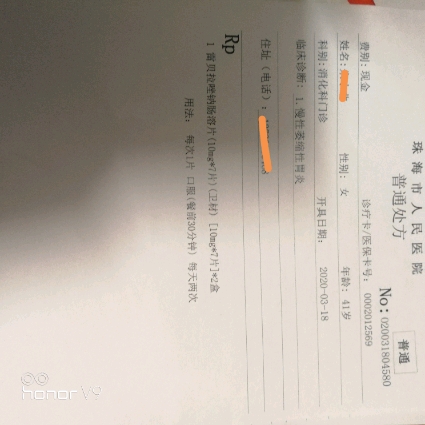 珠海市人民医院
普通处方
普通
No: 020031804580
费别:现金 诊疗卡/医保卡号: 0002012569
姓名: 性别: 女 年龄: 41岁
科别:消化科门诊 开具日期: 2020-03-18
临床诊断: 1.慢性萎缩性胃炎
住址(电话):
Rp
1 雷贝拉唑钠肠溶片(10mg*7片)(卫材) [10mg*7片]*2盒
用法: 每次1片 口服(餐前30分钟) 每天两次
honor V9